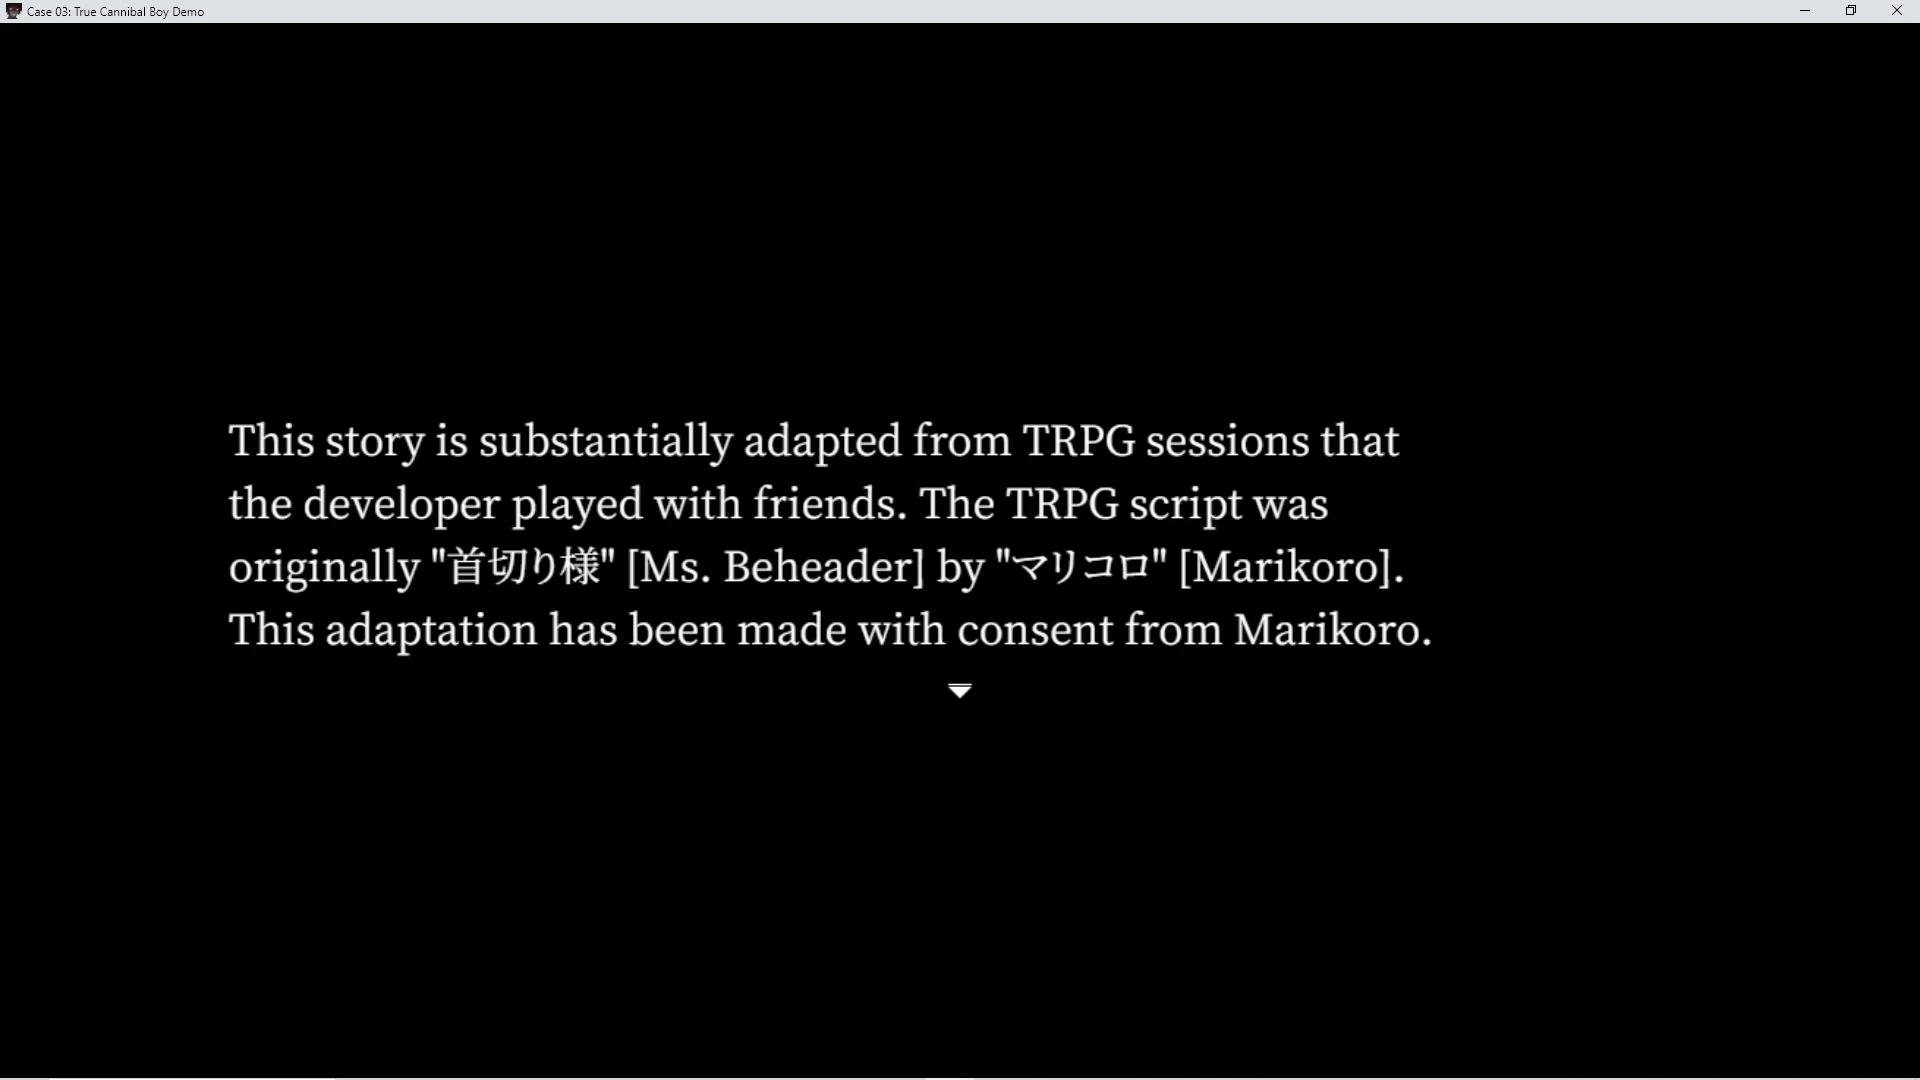 Case 03: True Cannibal Boy Demo
This story is substantially adapted from TRPG sessions that
the developer played with friends. The TRPG script was
originally "首切り様" [Ms. Beheader] by "マリコロ" [Marikoro].
This adaptation has been made with consent from Marikoro.